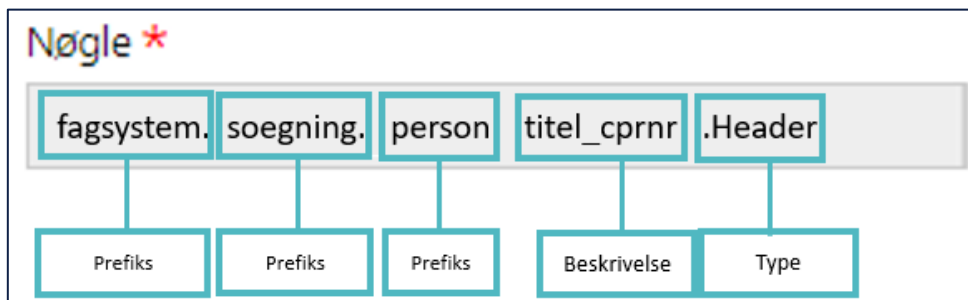 Nøgle *
fagsystem. soegning. person titel_cprnr .Header
Prefiks Prefiks Prefiks Beskrivelse Type